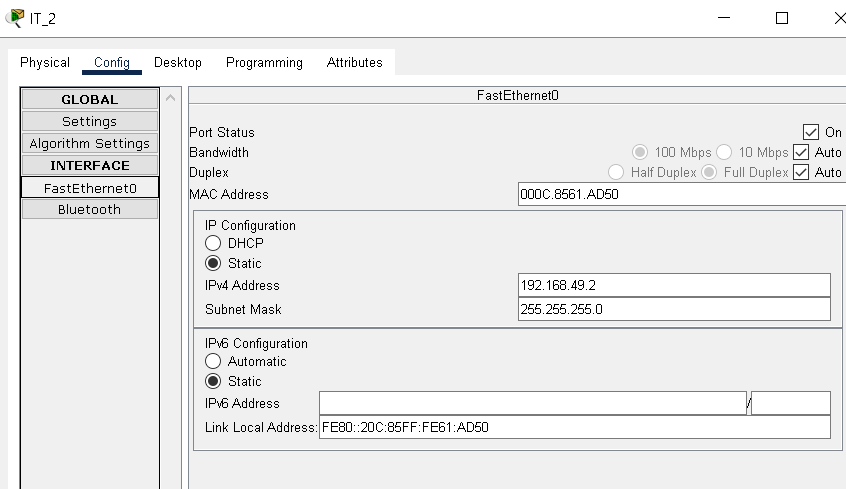 IT_2
Physical Config Desktop Programming Attributes
GLOBAL
Settings
Algorithm Settings
INTERFACE
FastEthernet0
Bluetooth
FastEthernet0
Port Status On
Bandwidth 100 Mbps 10 Mbps Auto
Duplex Half Duplex Full Duplex Auto
MAC Address 000C.8561.AD50
IP Configuration
DHCP
Static
IPv4 Address 192.168.49.2
Subnet Mask 255.255.255.0
IPv6 Configuration
Automatic
Static
IPv6 Address /
Link Local Address: FE80::20C:85FF:FE61:AD50